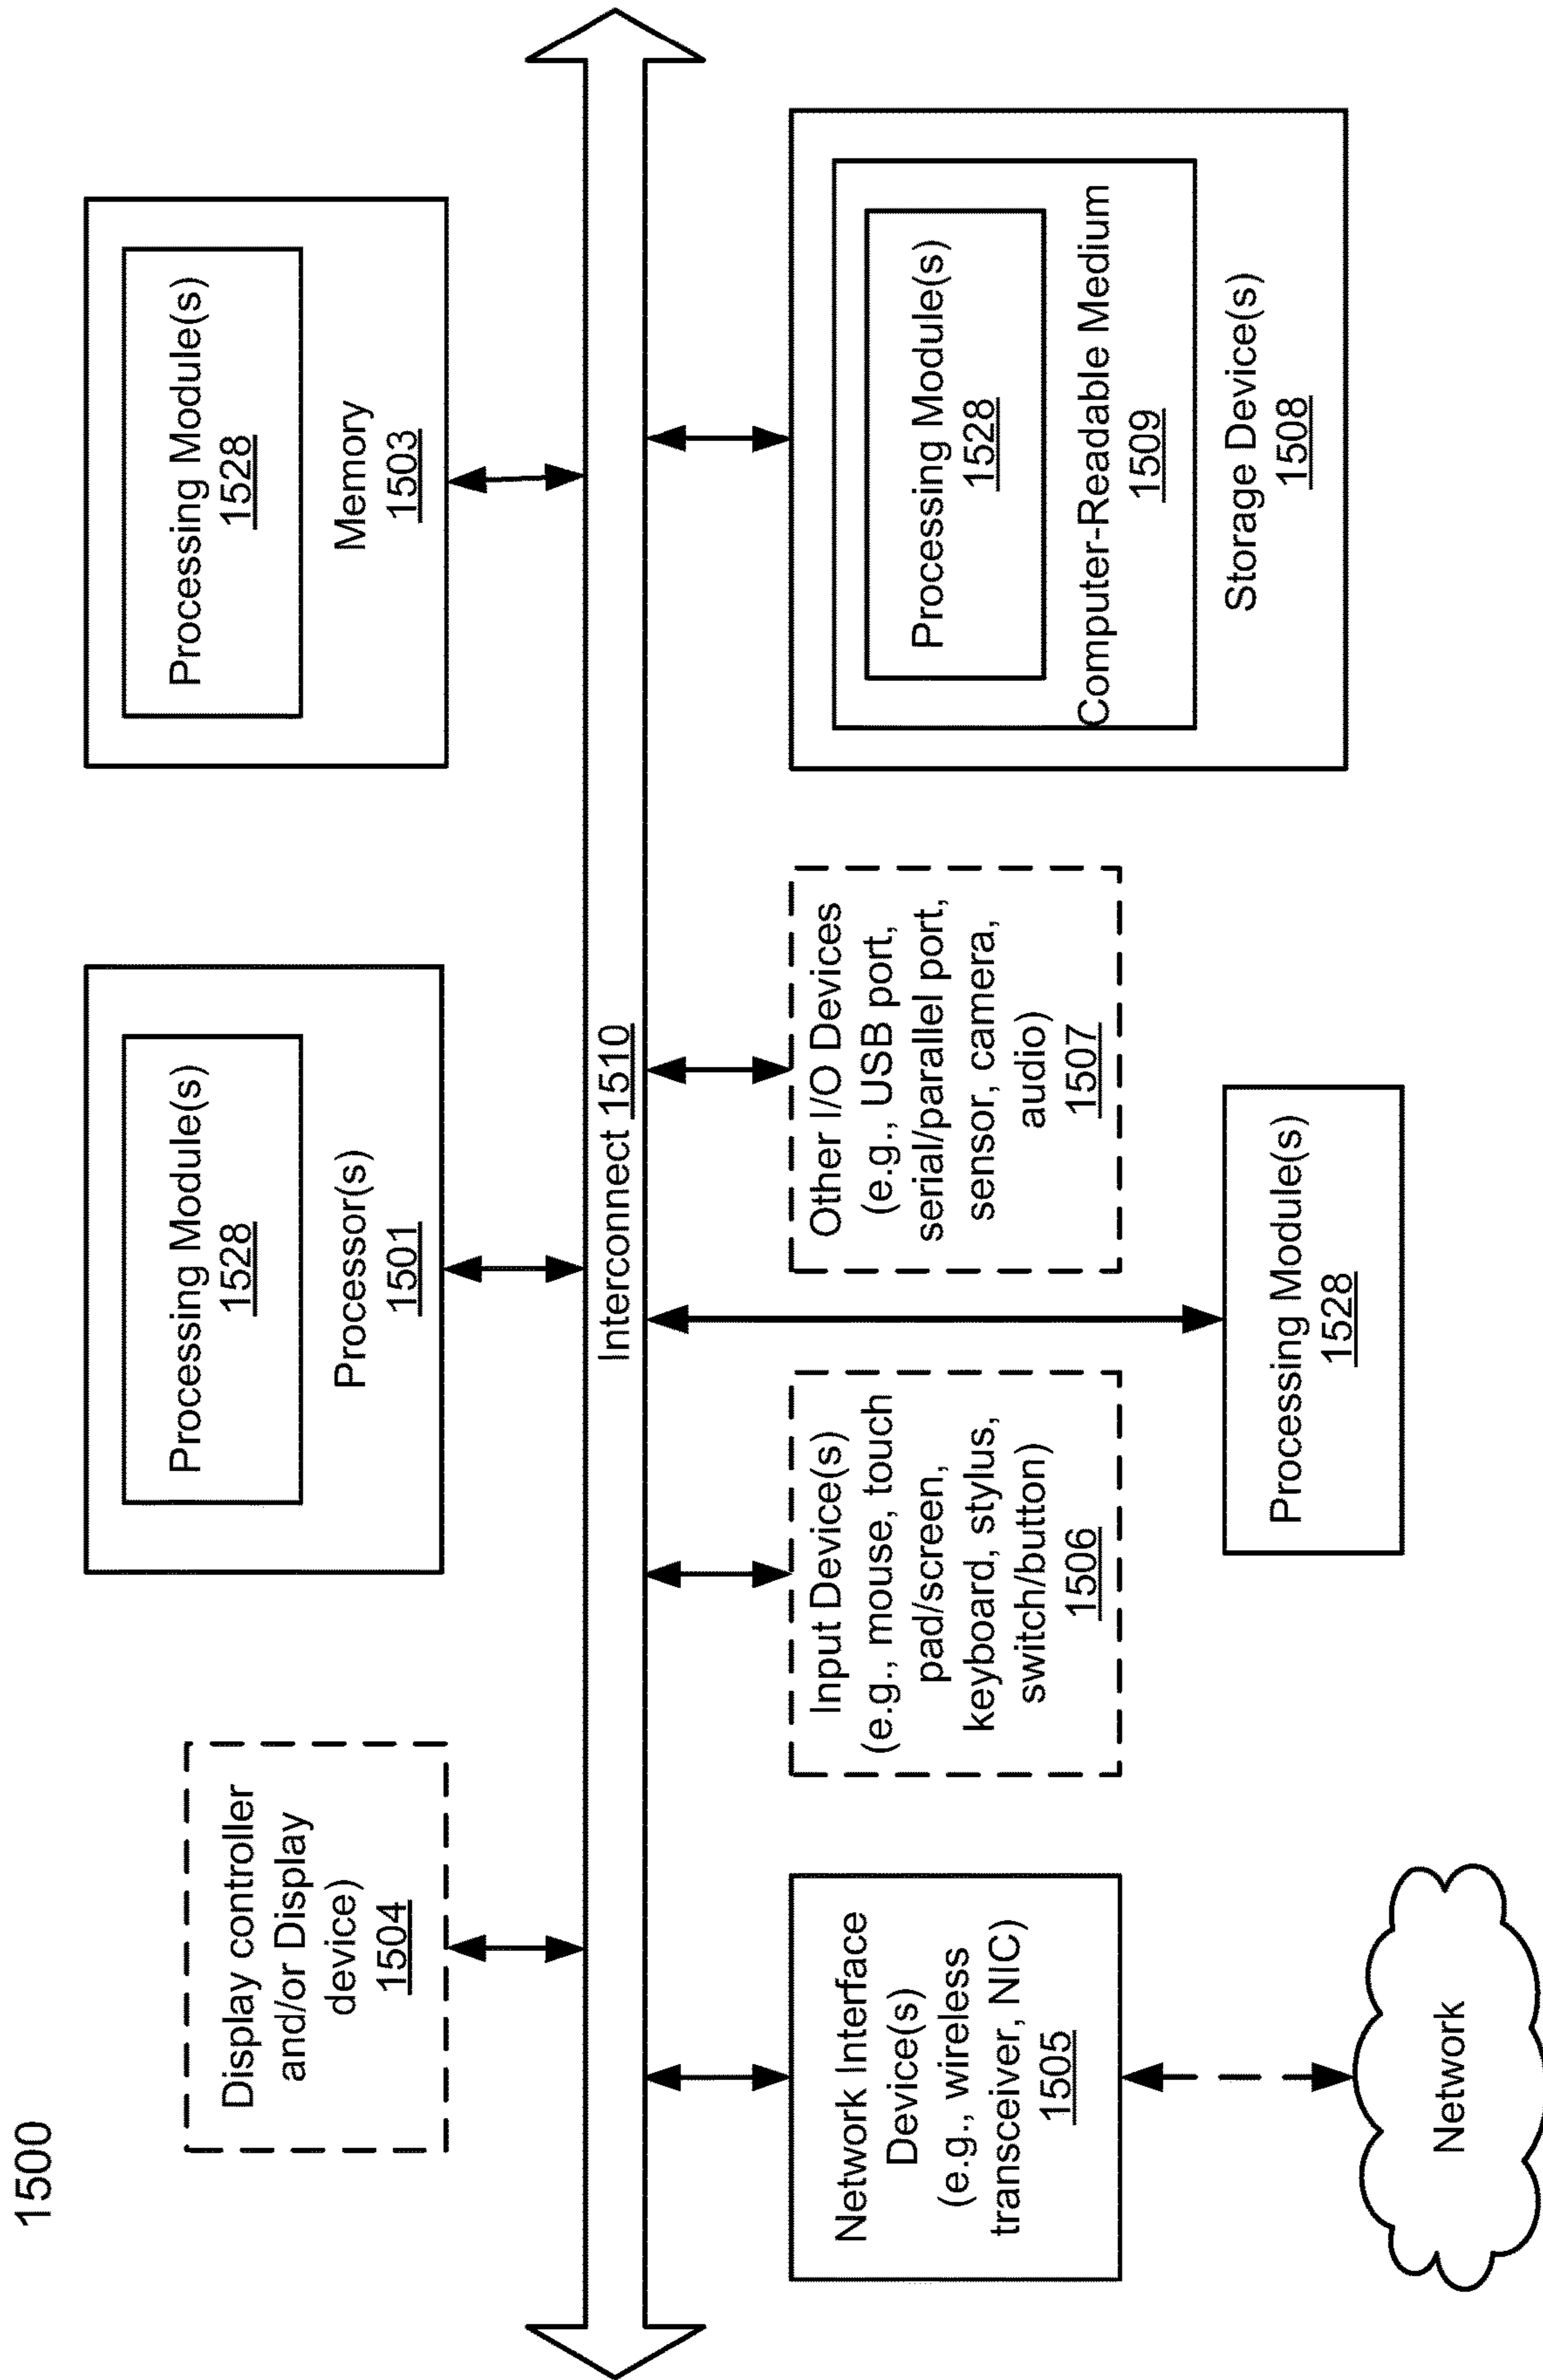 1500
Display controller
and/or Display
device)
1504
Processing Module(s)
1528
Processor(s)
1501
Processing Module(s)
1528
Memory
1503
Interconnect 1510
Network Interface
Device(s)
(e.g., wireless
transceiver, NIC)
1505
Input Device(s)
(e.g., mouse, touch
pad/screen,
keyboard, stylus,
switch/button)
1506
Other I/O Devices
(e.g., USB port,
serial/parallel port,
sensor, camera,
audio)
1507
Processing Module(s)
1528
Computer-Readable Medium
1509
Storage Device(s)
1508
Processing Module(s)
1528
Network